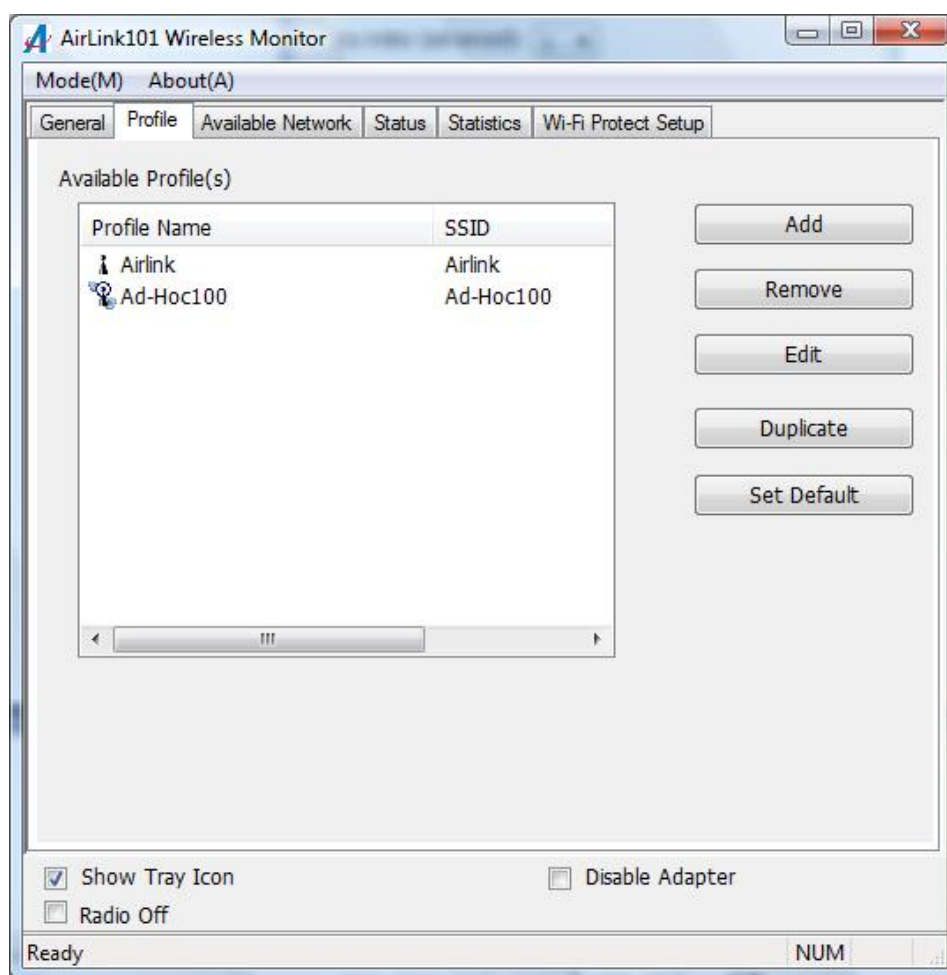 AirLink101 Wireless Monitor
Mode(M) About(A)
General Profile Available Network Status Statistics Wi-Fi Protect Setup
Available Profile(s)
Profile Name SSID
Airlink Airlink
Ad-Hoc100 Ad-Hoc100
Add
Remove
Edit
Duplicate
Set Default
Show Tray Icon Disable Adapter
Radio Off
Ready NUM